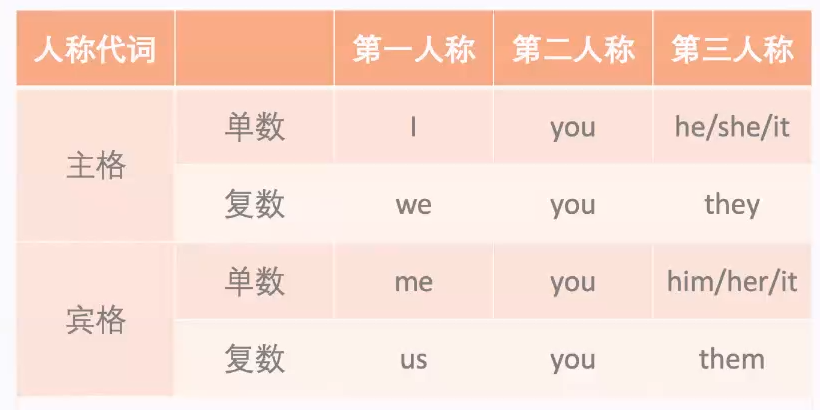 人称代词 第一人称 第二人称 第三人称
主格 单数 I you he/she/it
复数 we you they
宾格 单数 me you him/her/it
复数 us you them